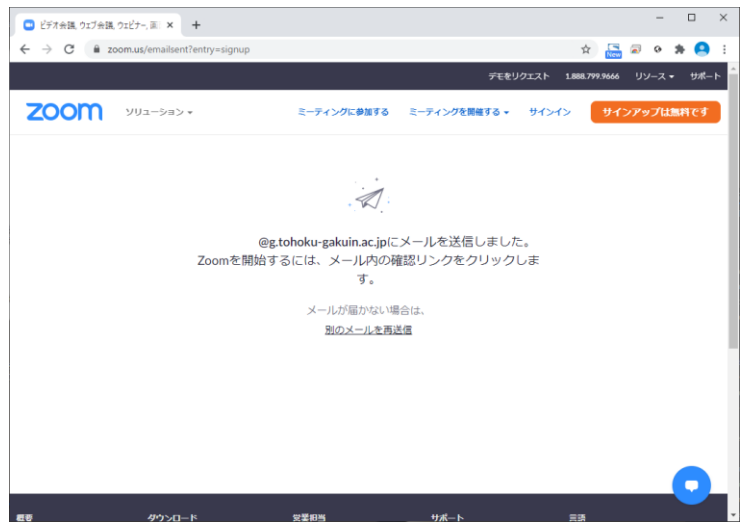 ビデオ会議, ウェブ会議, ウェビナー, 画
zoom.us/emailsent?entry=signup
New
デモをリクエスト 1.888.799.9666 リソース サポート
zoom ソリューション ミーティングに参加する ミーティングを開催する サインイン サインアップは無料です
@g.tohoku-gakuin.ac.jpにメールを送信しました。
Zoomを開始するには、メール内の確認リンクをクリックしま
す。
メールが届かない場合は、
別のメールを再送信
概要 ダウンロード 営業担当 サポート 言語